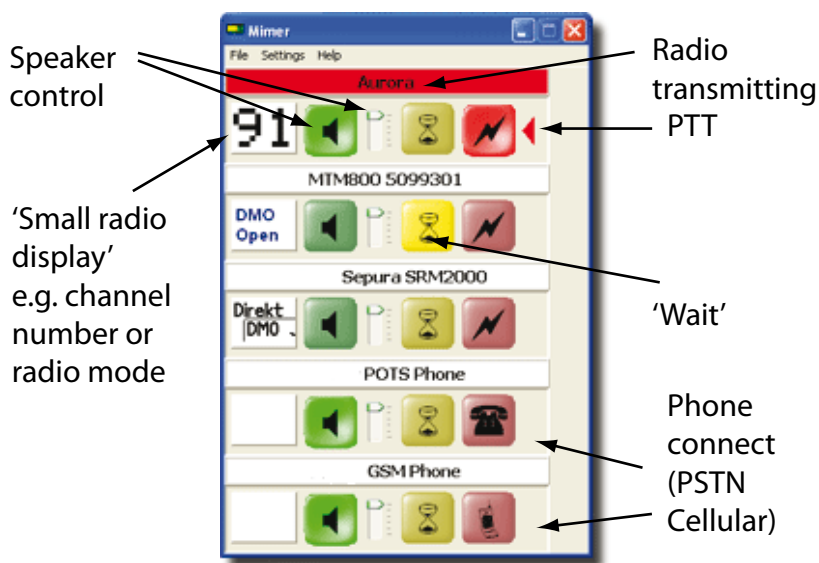 Mimer
File Settings Help
Aurora
91
MTM800 5099301
DMO
Open
Sepura SRM2000
Direkt
DMO
POTS Phone
GSM Phone
Speaker
control
'Small radio
display'
e.g. channel
number or
radio mode
Radio
transmitting
PTT
'Wait'
Phone
connect
(PSTN
Cellular)